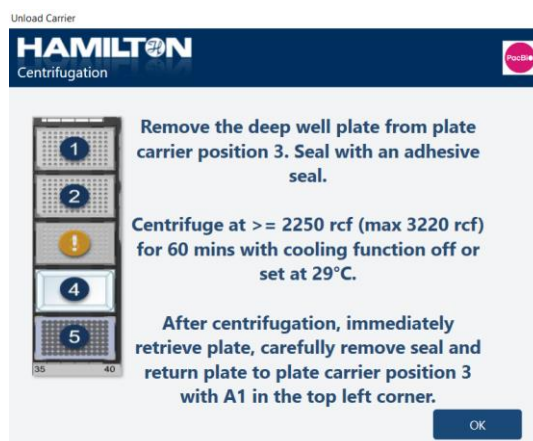 Unload Carrier
HAMILTON
Centrifugation
PacBio
1
2
!
4
5
35 40
Remove the deep well plate from plate
carrier position 3. Seal with an adhesive
seal.
Centrifuge at >= 2250 rcf (max 3220 rcf)
for 60 mins with cooling function off or
set at 29°C.
After centrifugation, immediately
retrieve plate, carefully remove seal and
return plate to plate carrier position 3
with A1 in the top left corner.
OK